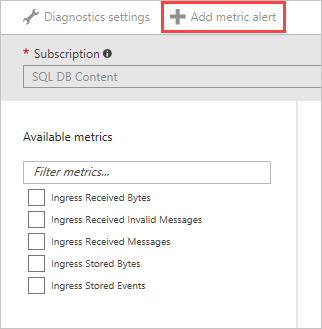 Diagnostics settings Add metric alert
* Subscription
SQL DB Content
Available metrics
Filter metrics...
Ingress Received Bytes
Ingress Received Invalid Messages
Ingress Received Messages
Ingress Stored Bytes
Ingress Stored Events